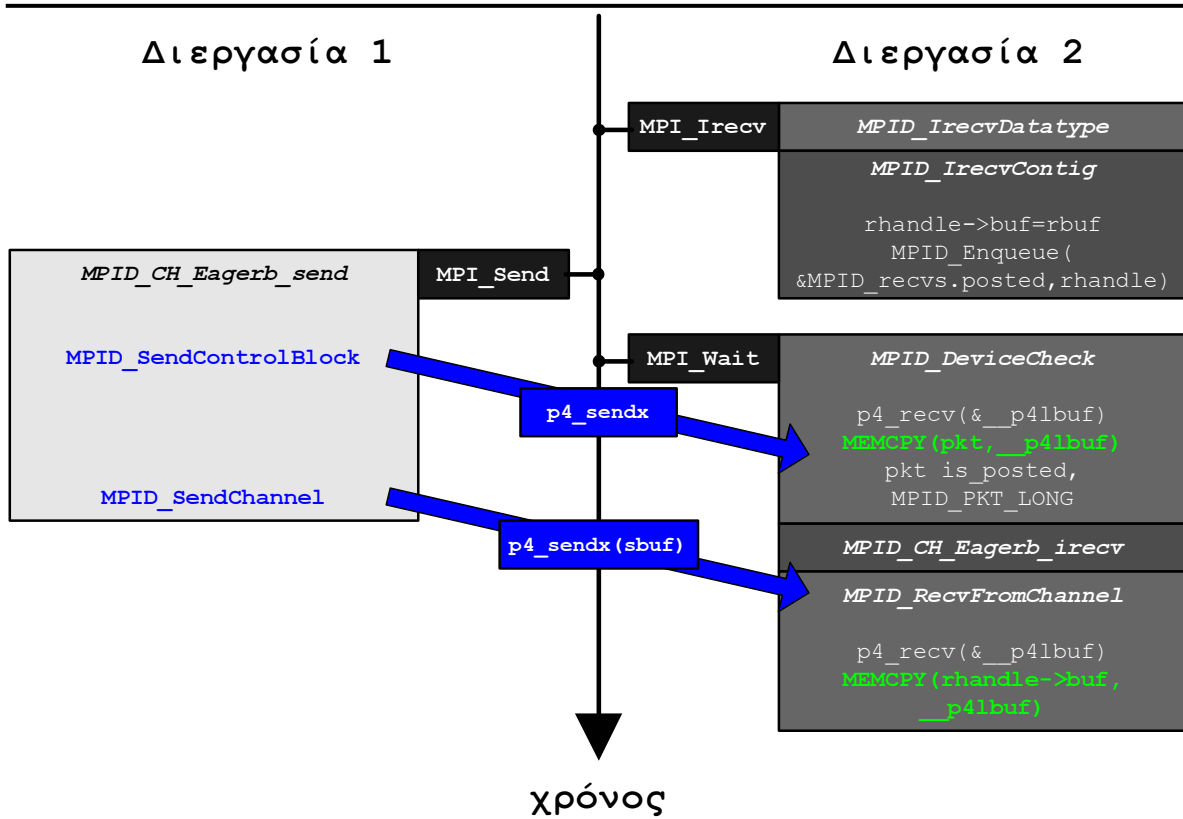 Διεργασία 1
Διεργασία 2
MPI_Irecv
MPID_IrecvDatatype
MPID_IrecvContig
rhandle->buf=rbuf
MPID_Enqueue(
&MPID_recvs.posted,rhandle)
MPID_CH_Eagerb_send
MPI_Send
MPID_SendControlBlock
MPI_Wait
MPID_DeviceCheck
p4_sendx
p4_recv(&__p4lbuf)
MEMCPY(pkt,__p4lbuf)
pkt is_posted,
MPID_PKT_LONG
MPID_SendChannel
p4_sendx(sbuf)
MPID_CH_Eagerb_irecv
MPID_RecvFromChannel
p4_recv(&__p4lbuf)
MEMCPY(rhandle->buf,
__p4lbuf)
χρόνος